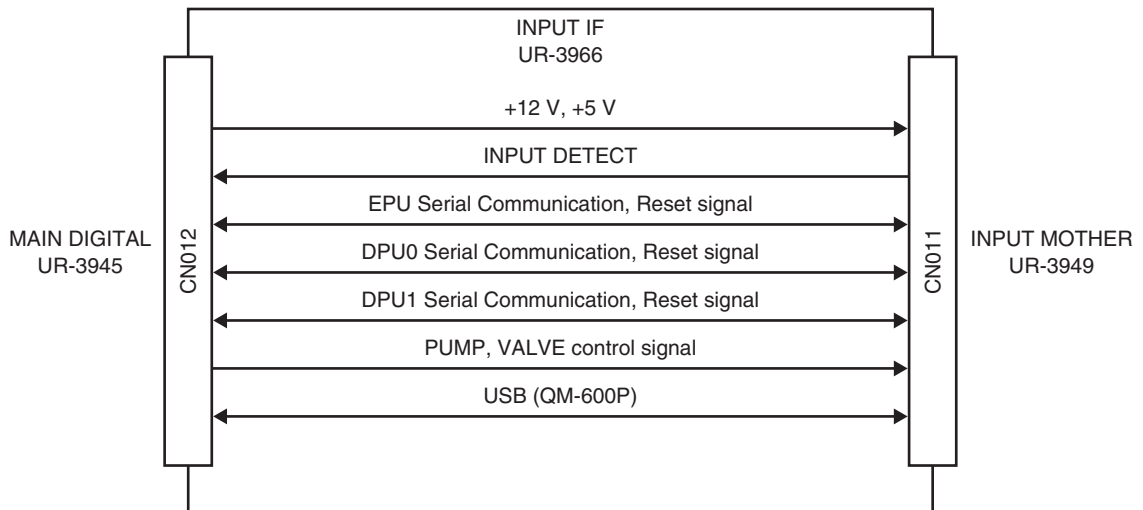 INPUT IF
UR-3966
+12 V, +5 V
INPUT DETECT
EPU Serial Communication, Reset signal
MAIN DIGITAL
UR-3945
CN012
DPU0 Serial Communication, Reset signal
CN011
INPUT MOTHER
UR-3949
DPU1 Serial Communication, Reset signal
PUMP, VALVE control signal
USB (QM-600P)